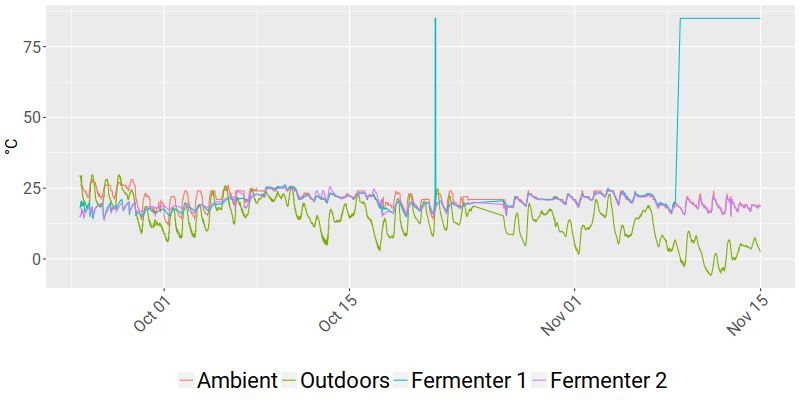 75
50
25
0
°C
Oct 01
Oct 15
Nov 01
Nov 15
Ambient Outdoors Fermenter 1 Fermenter 2